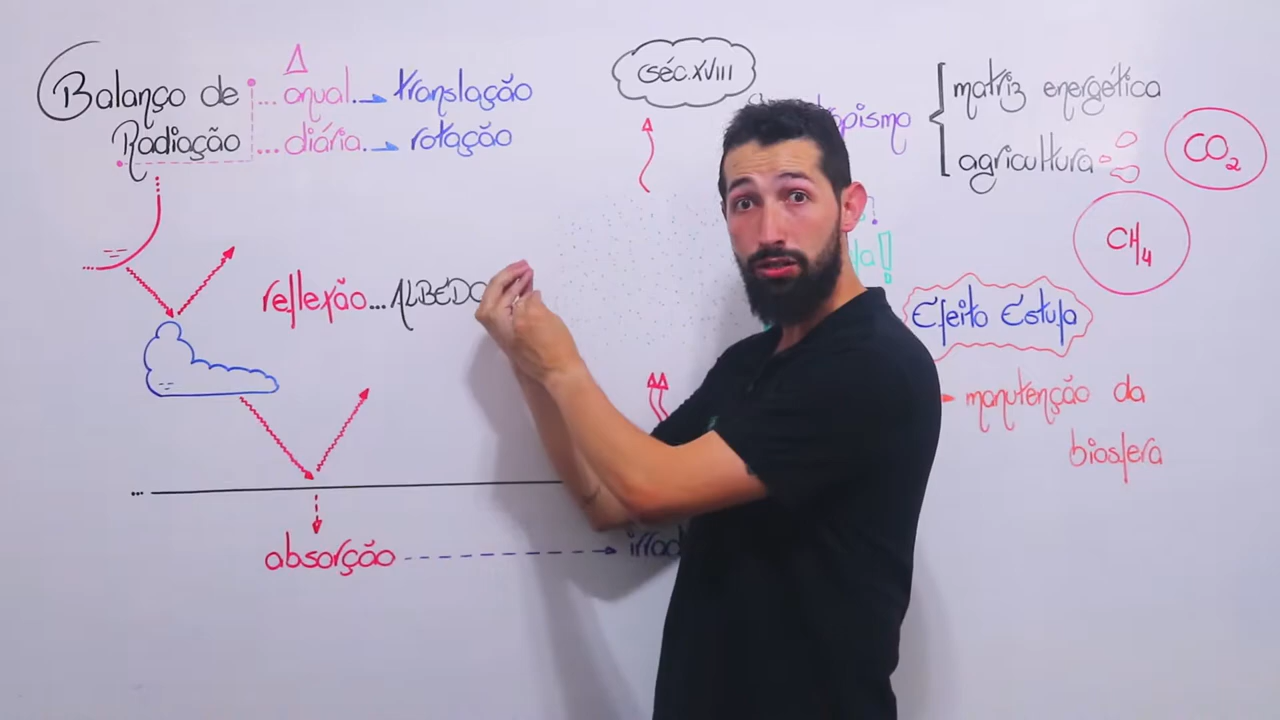 Balanço de ... anual. → translação
Radiação ... diária. → rotação
(séc. XVIII)
matriz energética
agricultura
CO2
CH4
reflexão... ALBEDO
Efeito Estufa
manutenção da
biosfera
absorção